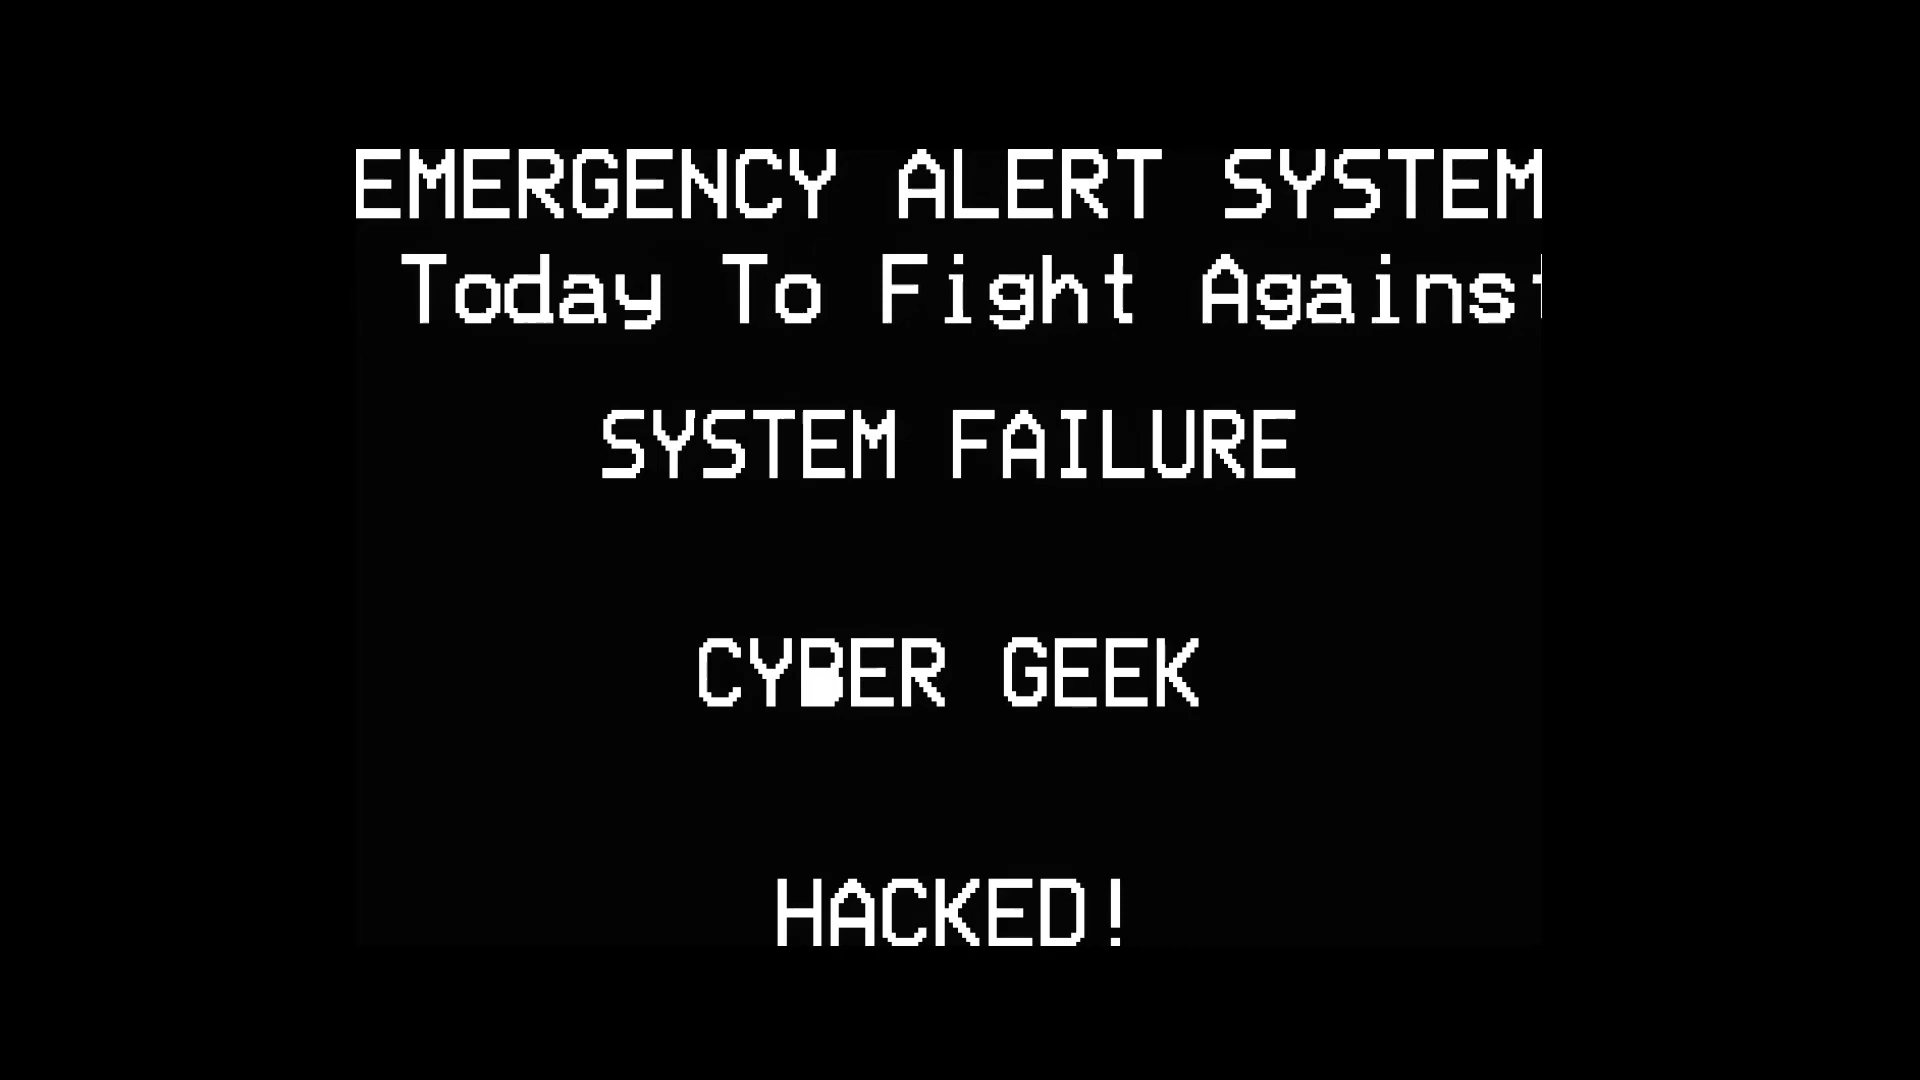 EMERGENCY ALERT SYSTEM
Today To Fight Against
SYSTEM FAILURE
CYBER GEEK
HACKED!